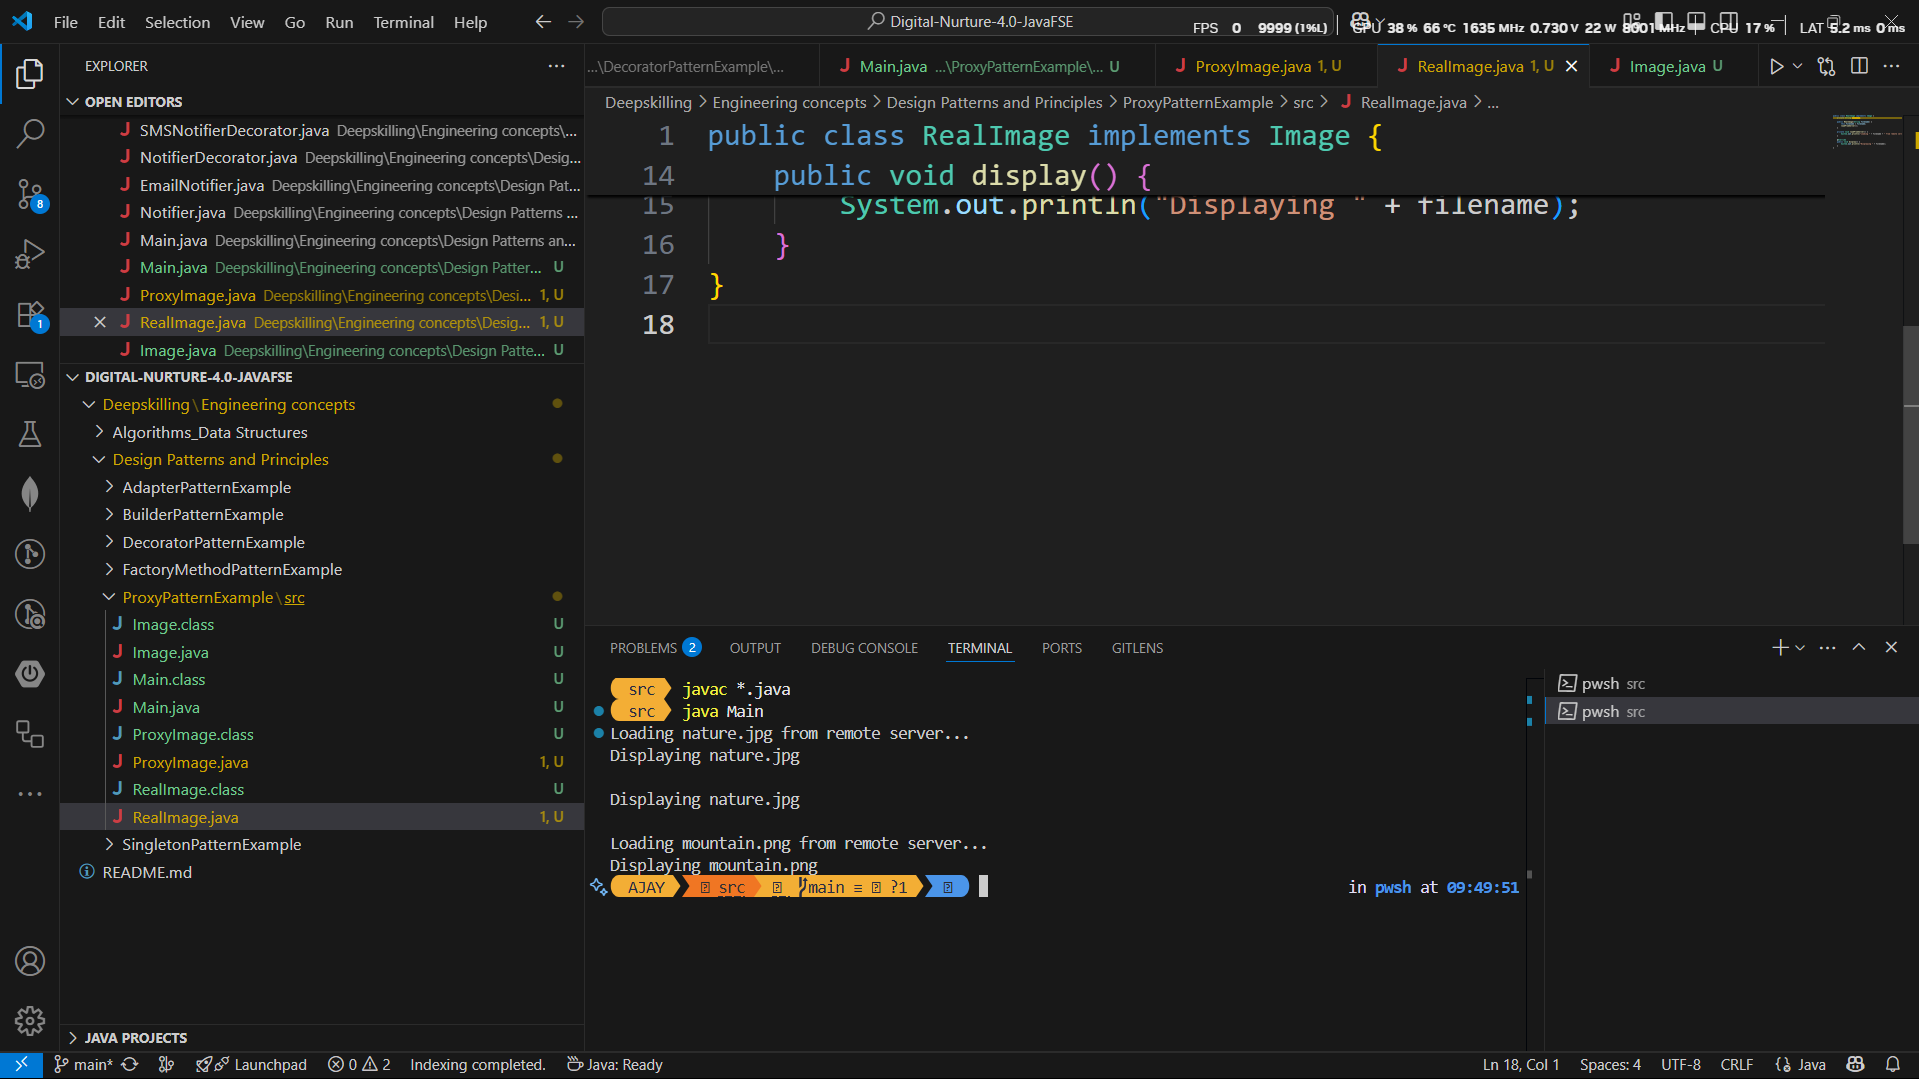 File Edit Selection View Go Run Terminal Help
Digital-Nurture-4.0-JavaFSE
FPS 0 9999 (1%L) GPU 38 % 66 °C 1635 MHz 0.730 V 22 W 8001 MHz CPU 17 % LAT 5.2 ms 0 ms
EXPLORER
OPEN EDITORS
SMSNotifierDecorator.java Deepskilling\Engineering concepts\...
NotifierDecorator.java Deepskilling\Engineering concepts\Desig...
EmailNotifier.java Deepskilling\Engineering concepts\Design Pat...
Notifier.java Deepskilling\Engineering concepts\Design Patterns ...
Main.java Deepskilling\Engineering concepts\Design Patterns an...
Main.java Deepskilling\Engineering concepts\Design Patter... U
ProxyImage.java Deepskilling\Engineering concepts\Desi... 1, U
RealImage.java Deepskilling\Engineering concepts\Desig... 1, U
Image.java Deepskilling\Engineering concepts\Design Patte... U
DIGITAL-NURTURE-4.0-JAVAFSE
Deepskilling\Engineering concepts
Algorithms_Data Structures
Design Patterns and Principles
AdapterPatternExample
BuilderPatternExample
DecoratorPatternExample
FactoryMethodPatternExample
ProxyPatternExample\src
Image.class U
Image.java U
Main.class U
Main.java U
ProxyImage.class U
ProxyImage.java 1, U
RealImage.class U
RealImage.java 1, U
SingletonPatternExample
README.md
JAVA PROJECTS
8
1
...\DecoratorPatternExample\...
Main.java ...\ProxyPatternExample\... U
ProxyImage.java 1, U
RealImage.java 1, U
Image.java U
Deepskilling > Engineering concepts > Design Patterns and Principles > ProxyPatternExample > src > RealImage.java > ...
1 public class RealImage implements Image {
14 public void display() {
15 System.out.println("Displaying " + filename);
16 }
17 }
18
PROBLEMS 2 OUTPUT DEBUG CONSOLE TERMINAL PORTS GITLENS
src javac *.java
src java Main
Loading nature.jpg from remote server...
Displaying nature.jpg
Displaying nature.jpg
Loading mountain.png from remote server...
Displaying mountain.png
AJAY src main ≡ ?1 in pwsh at 09:49:51
pwsh src
pwsh src
main* Launchpad 0 2 Indexing completed. Java: Ready
Ln 18, Col 1 Spaces: 4 UTF-8 CRLF Java